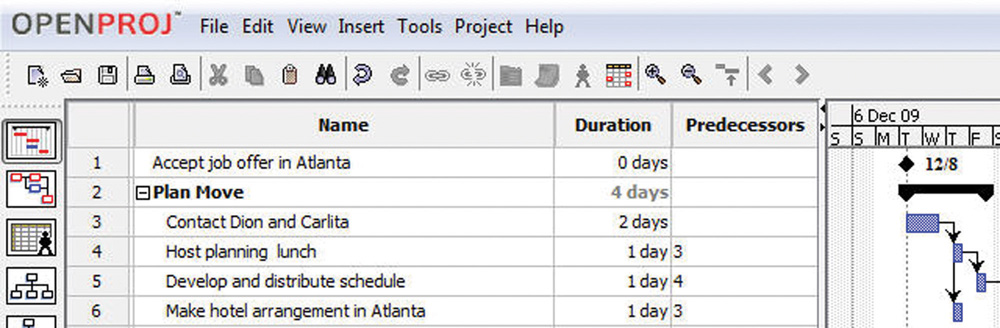 OPENPROJ™ File Edit View Insert Tools Project Help
Name Duration Predecessors
6 Dec 09
S S M T W T F S
1 Accept job offer in Atlanta 0 days
12/8
2 Plan Move 4 days
3 Contact Dion and Carlita 2 days
4 Host planning lunch 1 day 3
5 Develop and distribute schedule 1 day 4
6 Make hotel arrangement in Atlanta 1 day 3